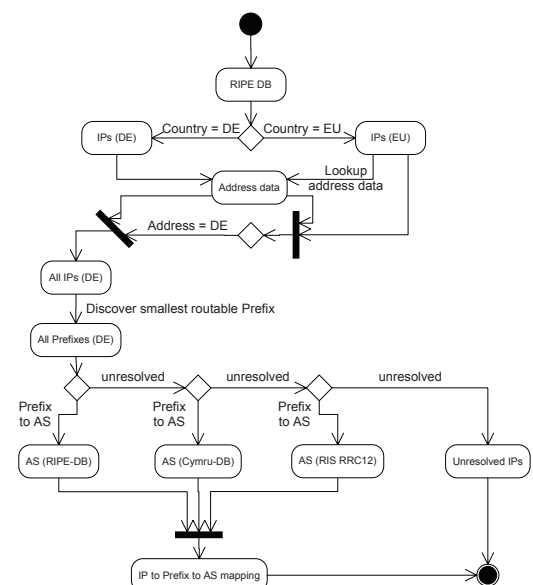 RIPE DB
Country = DE
Country = EU
IPs (DE)
IPs (EU)
Lookup
address data
Address data
Address = DE
All IPs (DE)
Discover smallest routable Prefix
All Prefixes (DE)
unresolved
unresolved
unresolved
Prefix
to AS
Prefix
to AS
Prefix
to AS
AS (RIPE-DB)
AS (Cymru-DB)
AS (RIS RRC12)
Unresolved IPs
IP to Prefix to AS mapping